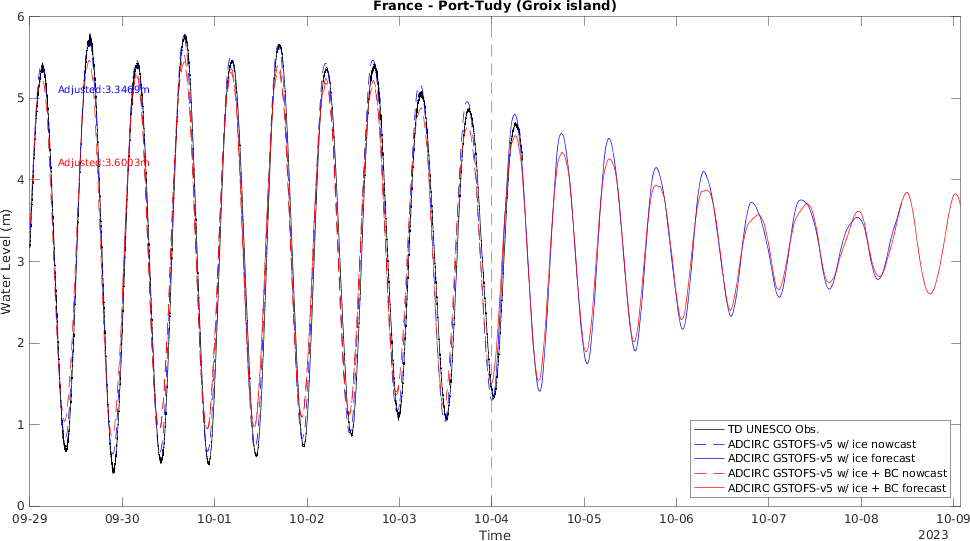 France - Port-Tudy (Groix island)
6
5
4
3
2
1
0
Water Level (m)
Adjusted:3.3469m
Adjusted:3.6003m
TD UNESCO Obs.
ADCIRC GSTOFS-v5 w/ ice nowcast
ADCIRC GSTOFS-v5 w/ ice forecast
ADCIRC GSTOFS-v5 w/ ice + BC nowcast
ADCIRC GSTOFS-v5 w/ ice + BC forecast
09-29 09-30 10-01 10-02 10-03 10-04 10-05 10-06 10-07 10-08 10-09
Time
2023